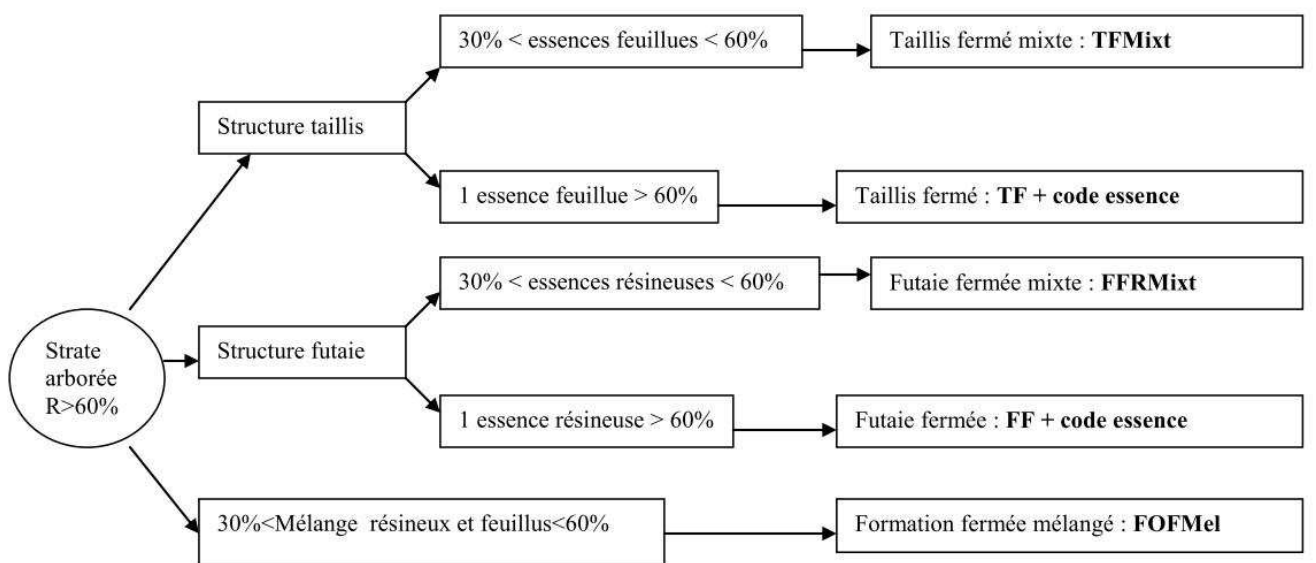 30% < essences feuillues < 60%
Taillis fermé mixte : TFMixt
Structure taillis
1 essence feuillue > 60%
Taillis fermé : TF + code essence
30% < essences résineuses < 60%
Futaie fermée mixte : FFRMixt
Strate
arborée
R>60%
Structure futaie
1 essence résineuse > 60%
Futaie fermée : FF + code essence
30%<Mélange résineux et feuillus<60%
Formation fermée mélangé : FOFMel